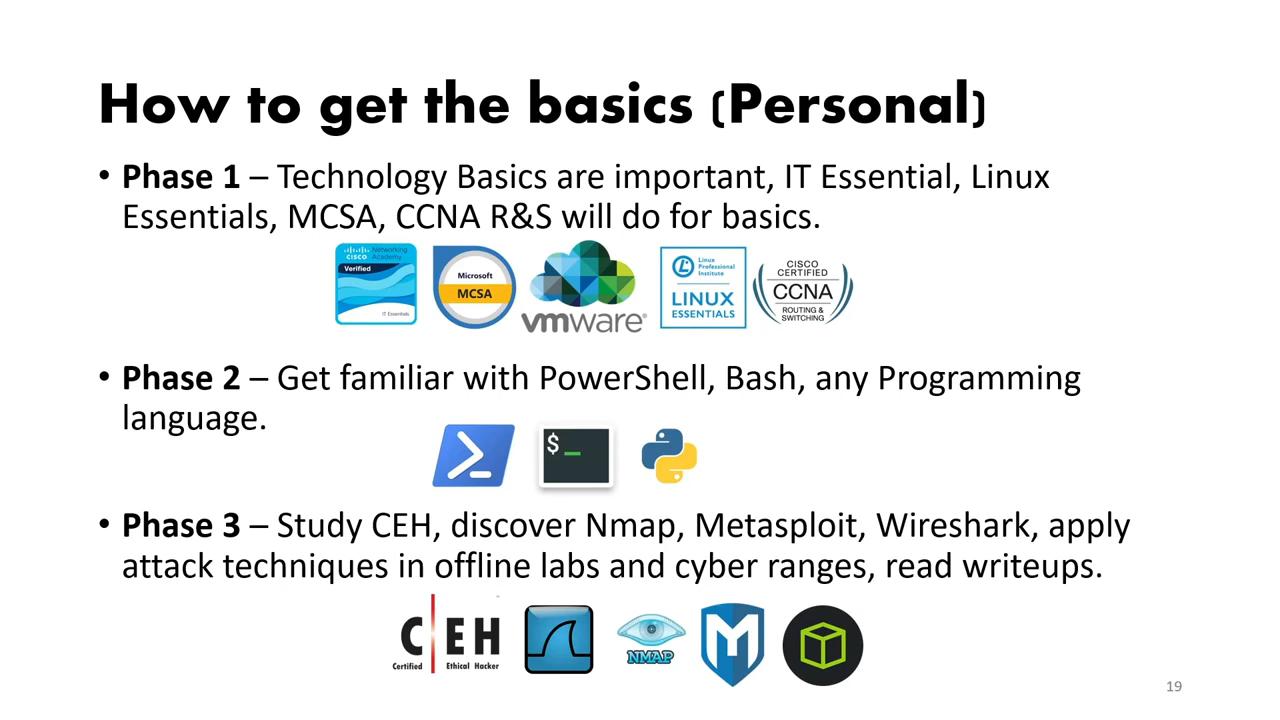 How to get the basics (Personal)
• Phase 1 – Technology Basics are important, IT Essential, Linux
Essentials, MCSA, CCNA R&S will do for basics.
CISCO Networking Academy
Verified
IT Essentials
Microsoft
MCSA
vmware®
Linux
Professional
Institute
LINUX
ESSENTIALS
CISCO
CERTIFIED
CCNA
ROUTING &
SWITCHING
• Phase 2 – Get familiar with PowerShell, Bash, any Programming
language.
$ _
• Phase 3 – Study CEH, discover Nmap, Metasploit, Wireshark, apply
attack techniques in offline labs and cyber ranges, read writeups.
C EH
Certified Ethical Hacker
NMAP
M
19